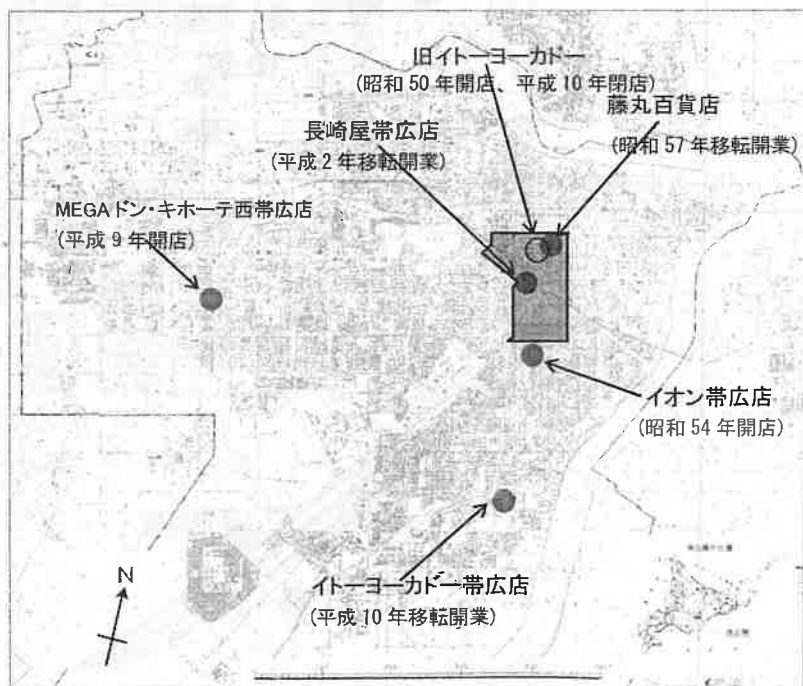 旧イトーヨーカドー
(昭和 50 年開店、平成 10 年閉店)
藤丸百貨店
(昭和 57 年移転開業)
長崎屋帯広店
(平成 2 年移転開業)
MEGAドン・キホーテ西帯広店
(平成 9 年開店)
イオン帯広店
(昭和 54 年開店)
イトーヨーカドー帯広店
(平成 10 年移転開業)
N